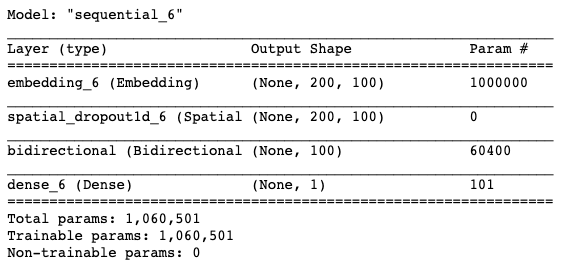 Model: "sequential_6"
Layer (type) Output Shape Param #
embedding_6 (Embedding) (None, 200, 100) 1000000
spatial_dropout1d_6 (Spatial (None, 200, 100) 0
bidirectional (Bidirectional (None, 100) 60400
dense_6 (Dense) (None, 1) 101
Total params: 1,060,501
Trainable params: 1,060,501
Non-trainable params: 0